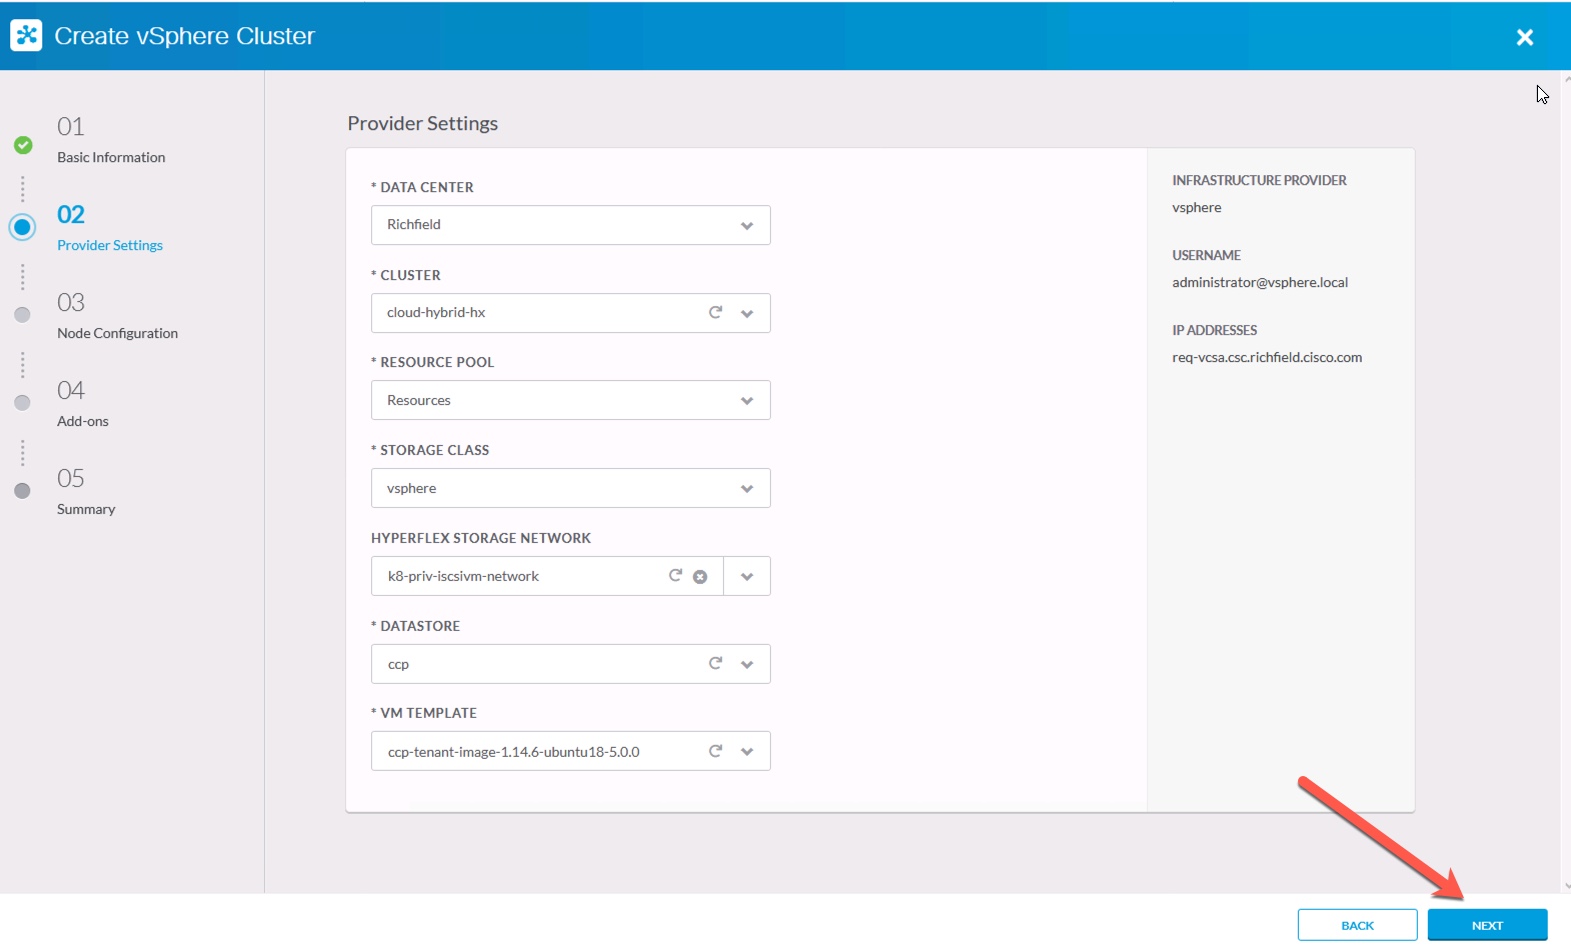 Create vSphere Cluster
01
Basic Information
02
Provider Settings
03
Node Configuration
04
Add-ons
05
Summary
Provider Settings
* DATA CENTER
Richfield
* CLUSTER
cloud-hybrid-hx
* RESOURCE POOL
Resources
* STORAGE CLASS
vsphere
HYPERFLEX STORAGE NETWORK
k8-priv-iscsivm-network
* DATASTORE
ccp
* VM TEMPLATE
ccp-tenant-image-1.14.6-ubuntu18-5.0.0
INFRASTRUCTURE PROVIDER
vsphere
USERNAME
administrator@vsphere.local
IP ADDRESSES
req-vcsa.csc.richfield.cisco.com
BACK
NEXT